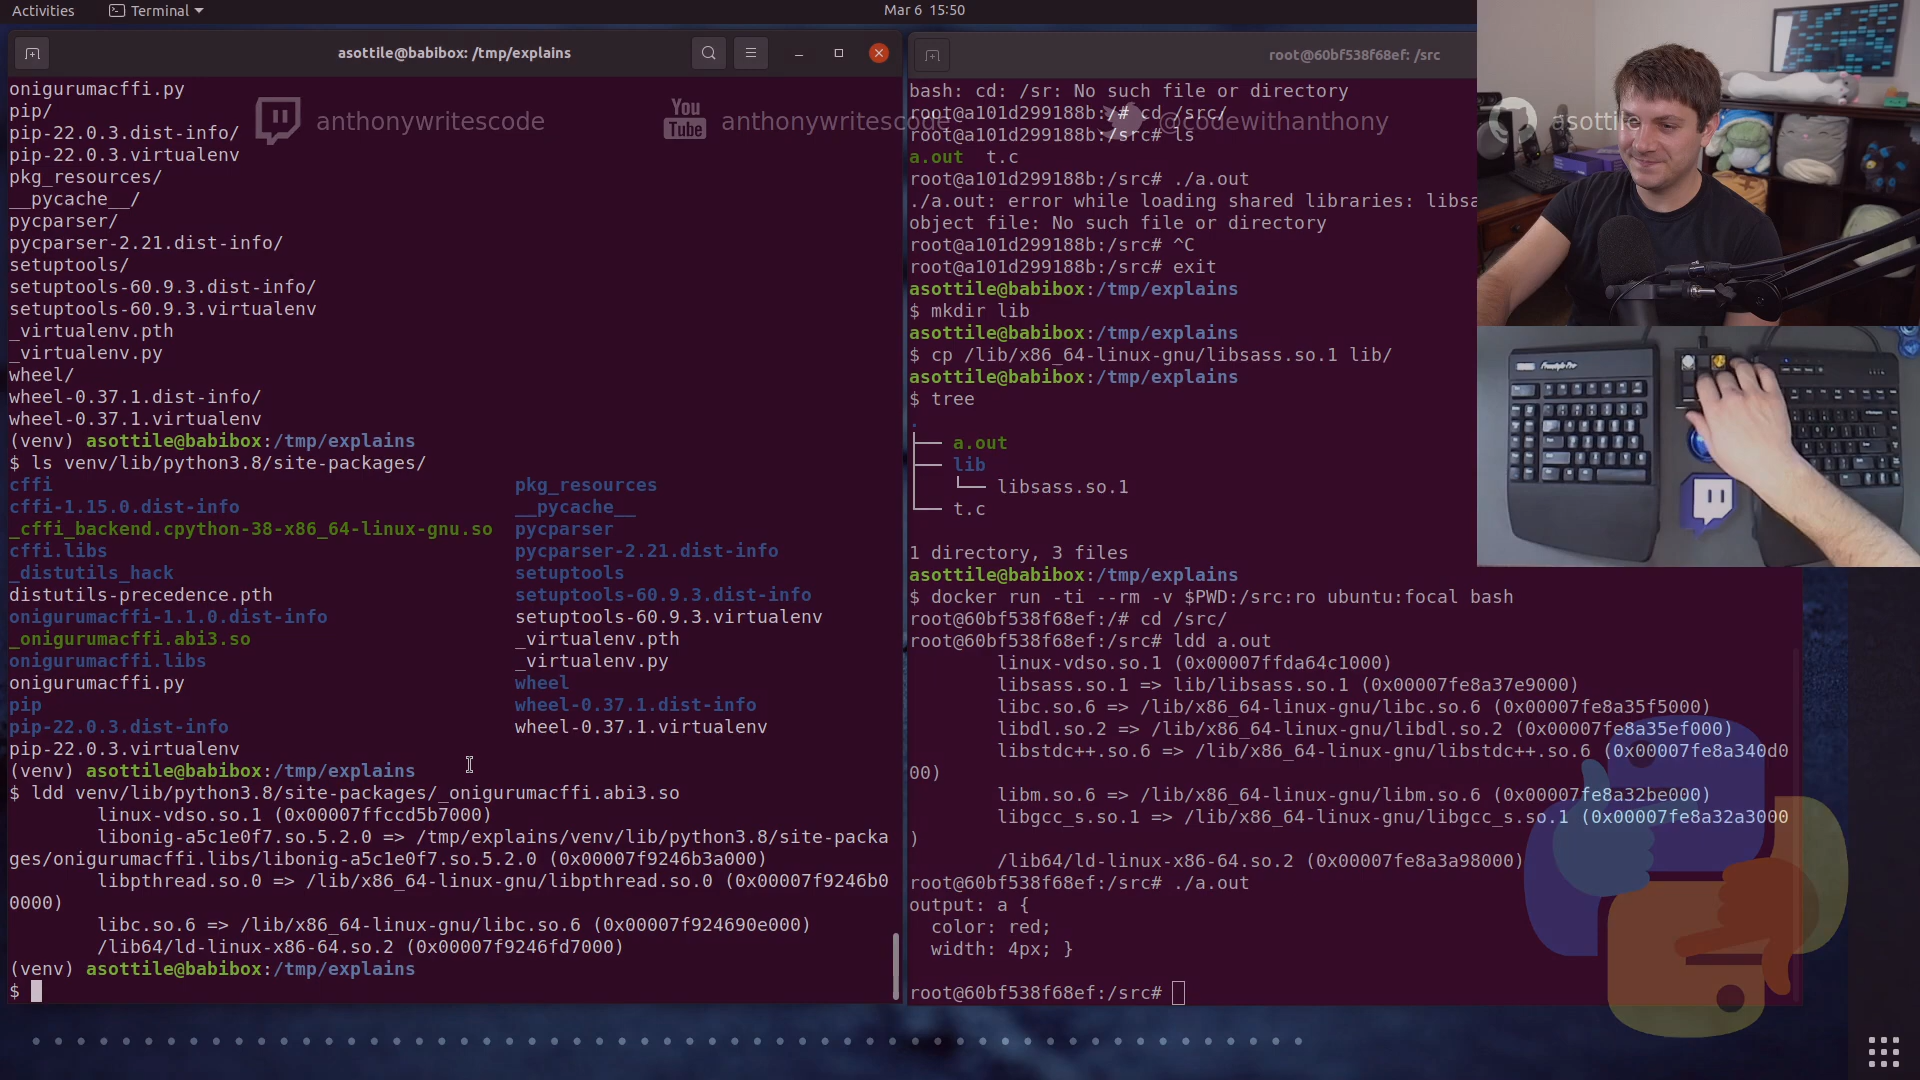 Activities
Terminal
Mar 6 15:50
asottile@babibox: /tmp/explains
onigurumacffi.py
pip/
pip-22.0.3.dist-info/
pip-22.0.3.virtualenv
pkg_resources/
__pycache__/
pycparser/
pycparser-2.21.dist-info/
setuptools/
setuptools-60.9.3.dist-info/
setuptools-60.9.3.virtualenv
_virtualenv.pth
_virtualenv.py
wheel/
wheel-0.37.1.dist-info/
wheel-0.37.1.virtualenv
(venv) asottile@babibox:/tmp/explains
$ ls venv/lib/python3.8/site-packages/
cffi pkg_resources
cffi-1.15.0.dist-info __pycache__
_cffi_backend.cpython-38-x86_64-linux-gnu.so pycparser
cffi.libs pycparser-2.21.dist-info
_distutils_hack setuptools
distutils-precedence.pth setuptools-60.9.3.dist-info
onigurumacffi-1.1.0.dist-info setuptools-60.9.3.virtualenv
_onigurumacffi.abi3.so _virtualenv.pth
onigurumacffi.libs _virtualenv.py
onigurumacffi.py wheel
pip wheel-0.37.1.dist-info
pip-22.0.3.dist-info wheel-0.37.1.virtualenv
pip-22.0.3.virtualenv
(venv) asottile@babibox:/tmp/explains
$ ldd venv/lib/python3.8/site-packages/_onigurumacffi.abi3.so
linux-vdso.so.1 (0x00007ffccd5b7000)
libonig-a5c1e0f7.so.5.2.0 => /tmp/explains/venv/lib/python3.8/site-packa
ges/onigurumacffi.libs/libonig-a5c1e0f7.so.5.2.0 (0x00007f9246b3a000)
libpthread.so.0 => /lib/x86_64-linux-gnu/libpthread.so.0 (0x00007f9246b0
0000)
libc.so.6 => /lib/x86_64-linux-gnu/libc.so.6 (0x00007f924690e000)
/lib64/ld-linux-x86-64.so.2 (0x00007f9246fd7000)
(venv) asottile@babibox:/tmp/explains
$
anthonywritescode
You Tube
anthonywritescode
@codewithanthony
asottile
root@60bf538f68ef: /src
bash: cd: /sr: No such file or directory
root@a101d299188b:/# cd /src/
root@a101d299188b:/src# ls
a.out t.c
root@a101d299188b:/src# ./a.out
./a.out: error while loading shared libraries: libsa
object file: No such file or directory
root@a101d299188b:/src# ^C
root@a101d299188b:/src# exit
asottile@babibox:/tmp/explains
$ mkdir lib
asottile@babibox:/tmp/explains
$ cp /lib/x86_64-linux-gnu/libsass.so.1 lib/
asottile@babibox:/tmp/explains
$ tree
.
├── a.out
├── lib
│   └── libsass.so.1
└── t.c
1 directory, 3 files
asottile@babibox:/tmp/explains
$ docker run -ti --rm -v $PWD:/src:ro ubuntu:focal bash
root@60bf538f68ef:/# cd /src/
root@60bf538f68ef:/src# ldd a.out
linux-vdso.so.1 (0x00007ffda64c1000)
libsass.so.1 => lib/libsass.so.1 (0x00007fe8a37e9000)
libc.so.6 => /lib/x86_64-linux-gnu/libc.so.6 (0x00007fe8a35f5000)
libdl.so.2 => /lib/x86_64-linux-gnu/libdl.so.2 (0x00007fe8a35ef000)
libstdc++.so.6 => /lib/x86_64-linux-gnu/libstdc++.so.6 (0x00007fe8a340d0
00)
libm.so.6 => /lib/x86_64-linux-gnu/libm.so.6 (0x00007fe8a32be000)
libgcc_s.so.1 => /lib/x86_64-linux-gnu/libgcc_s.so.1 (0x00007fe8a32a3000
)
/lib64/ld-linux-x86-64.so.2 (0x00007fe8a3a98000)
root@60bf538f68ef:/src# ./a.out
output: a {
color: red;
width: 4px; }
root@60bf538f68ef:/src#
Freestyle Pro